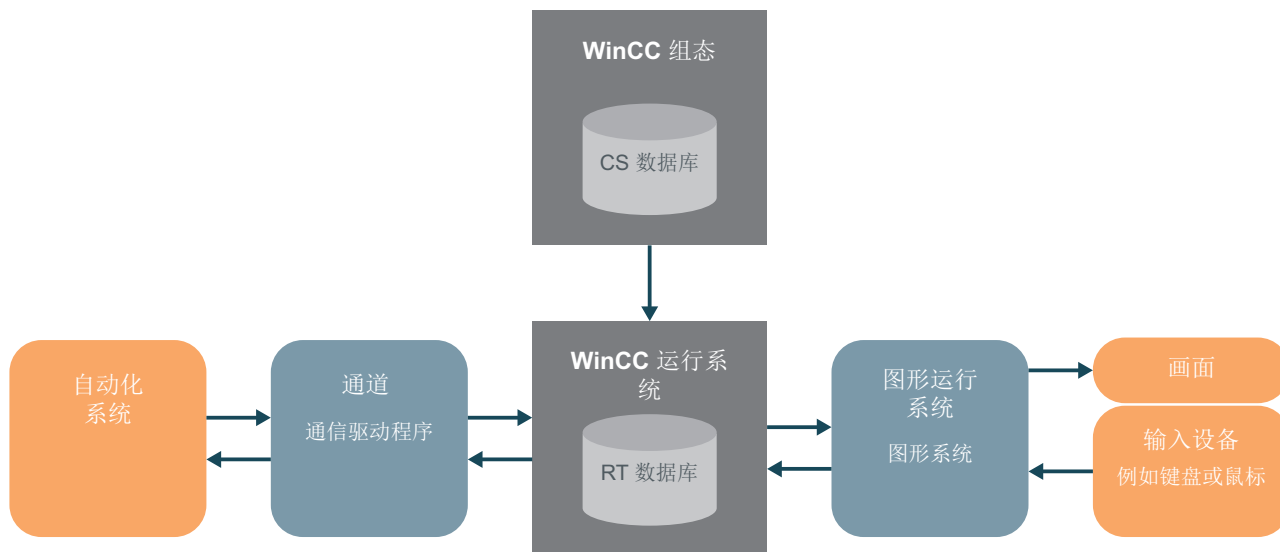 WinCC 组态
CS 数据库
自动化
系统
通道
通信驱动程序
WinCC 运行系
统
RT 数据库
图形运行
系统
图形系统
画面
输入设备
例如键盘或鼠标